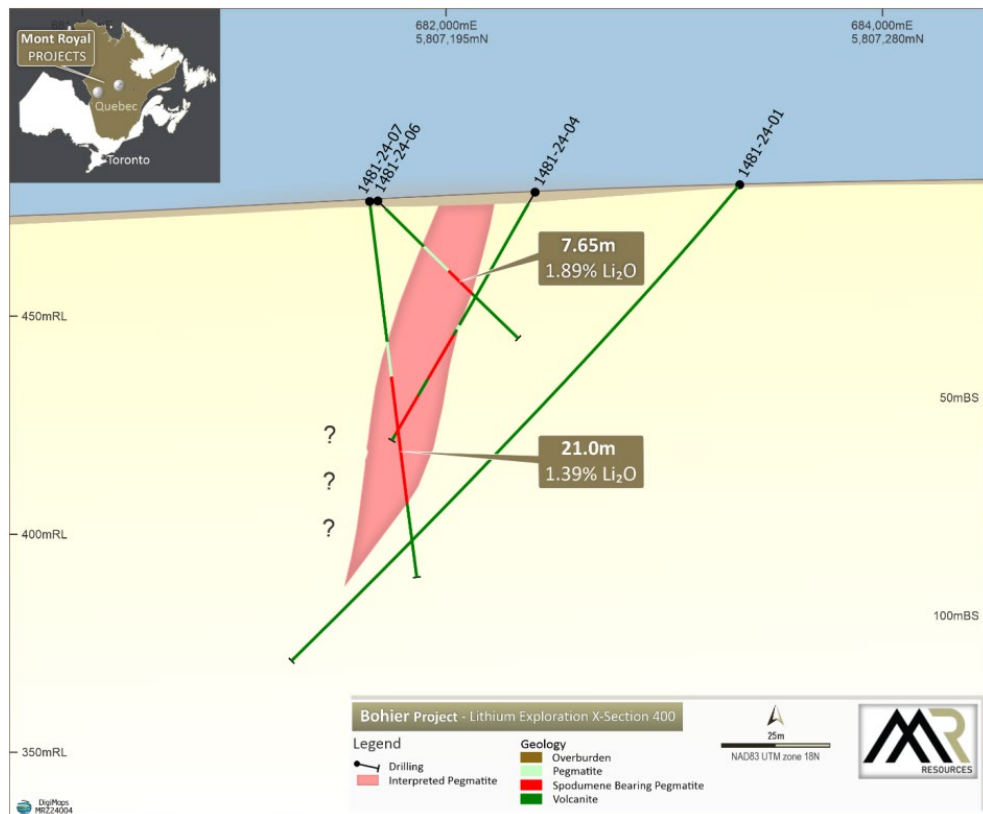 681,
682,000mE
5,807,195mN
684,000mE
5,807,280mN
Mont Royal
PROJECTS
Quebec
Toronto
1481-24-07
1481-24-06
1481-24-04
1481-24-01
7.65m
1.89% Li₂O
450mRL
50mBS
?
?
?
21.0m
1.39% Li₂O
400mRL
100mBS
350mRL
Bohier Project - Lithium Exploration X-Section 400
Legend
Drilling
Interpreted Pegmatite
Geology
Overburden
Pegmatite
Spodumene Bearing Pegmatite
Volcanite
25m
NAD83 UTM zone 18N
MR
RESOURCES
DigiMaps
MRZ24004